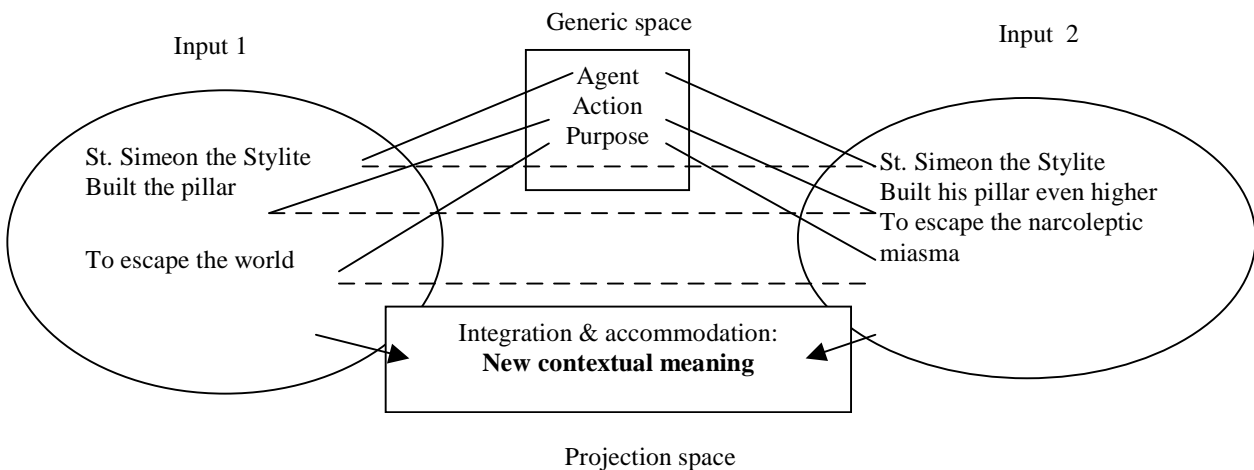 Generic space
Input 1
Input 2
Agent
Action
Purpose
St. Simeon the Stylite
Built the pillar
To escape the world
St. Simeon the Stylite
Built his pillar even higher
To escape the narcoleptic
miasma
Integration & accommodation:
New contextual meaning
Projection space